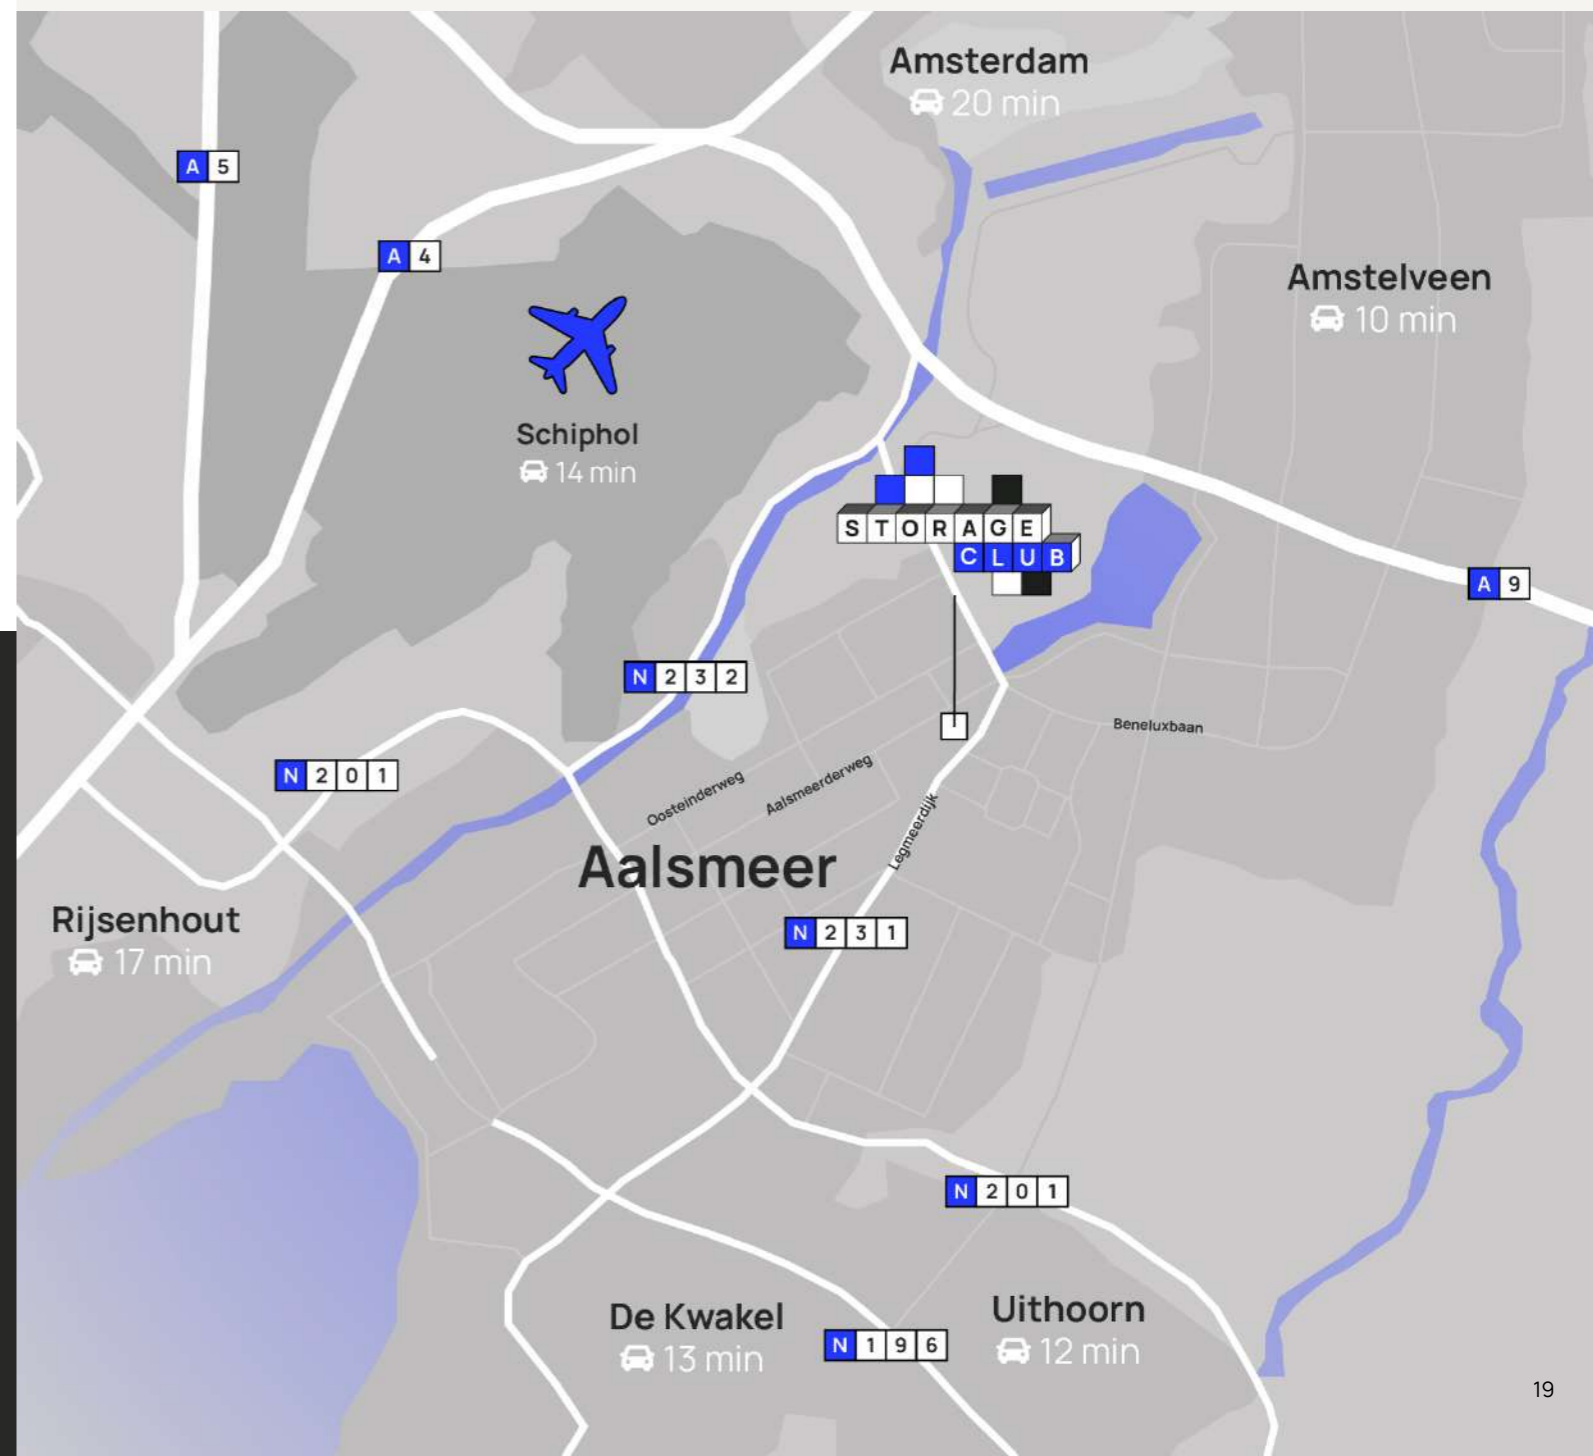 Amsterdam
20 min
A 5
A 4
Amstelveen
10 min
Schiphol
14 min
STORAGE
CLUB
A 9
N 2 3 2
Beneluxbaan
N 2 0 1
Oosteinderweg
Aalsmeerderweg
Legmeerdijk
Aalsmeer
Rijsenhout
17 min
N 2 3 1
N 2 0 1
De Kwakel
13 min
Uithoorn
12 min
N 1 9 6
19